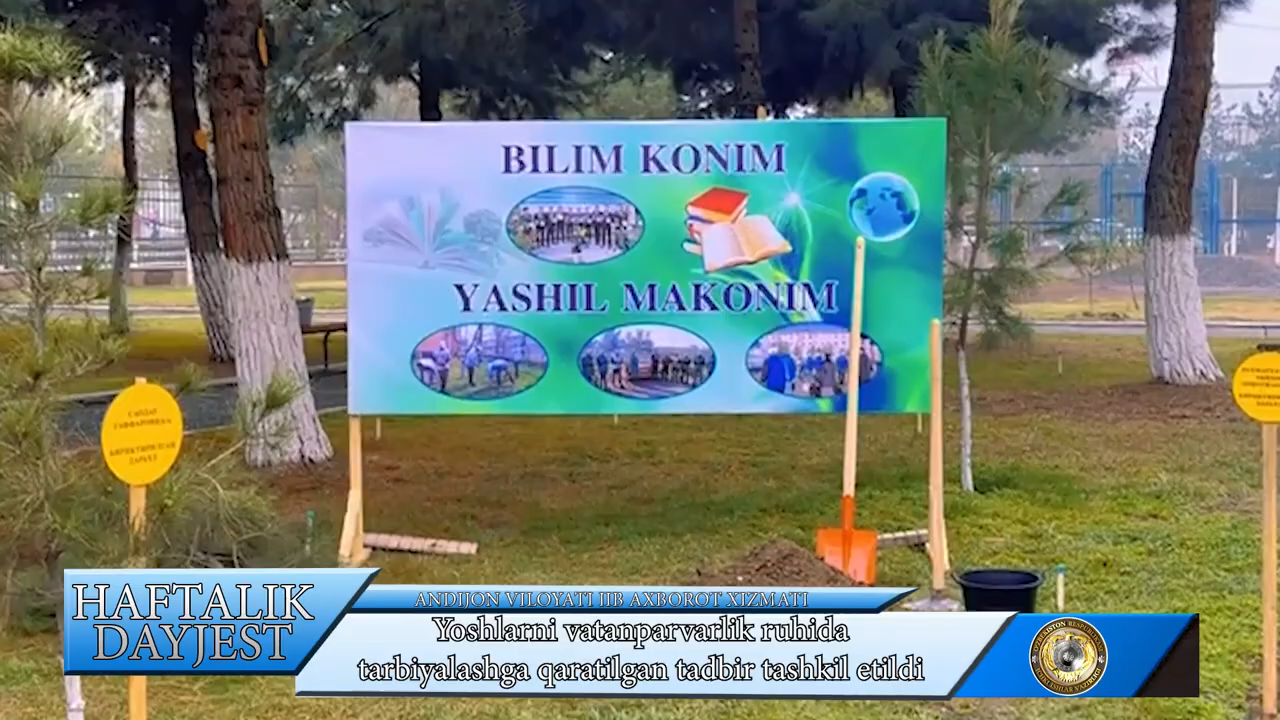 BILIM KONIM
YASHIL MAKONIM
HAFTALIK
DAYJEST
ANDIJON VILOYATI IIB AXBOROT XIZMATI
Yoshlarni vatanparvarlik ruhida
tarbiyalashga qaratilgan tadbir tashkil etildi